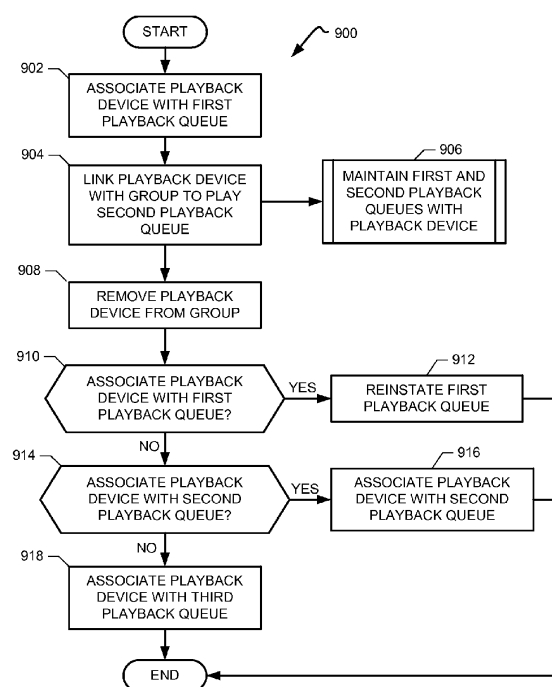 START
900
902
ASSOCIATE PLAYBACK
DEVICE WITH FIRST
PLAYBACK QUEUE
904
LINK PLAYBACK DEVICE
WITH GROUP TO PLAY
SECOND PLAYBACK
QUEUE
906
MAINTAIN FIRST AND
SECOND PLAYBACK
QUEUES WITH
PLAYBACK DEVICE
908
REMOVE PLAYBACK
DEVICE FROM GROUP
910
ASSOCIATE PLAYBACK
DEVICE WITH FIRST
PLAYBACK QUEUE?
YES
912
REINSTATE FIRST
PLAYBACK QUEUE
NO
914
ASSOCIATE PLAYBACK
DEVICE WITH SECOND
PLAYBACK QUEUE?
YES
916
ASSOCIATE PLAYBACK
DEVICE WITH SECOND
PLAYBACK QUEUE
NO
918
ASSOCIATE PLAYBACK
DEVICE WITH THIRD
PLAYBACK QUEUE
END